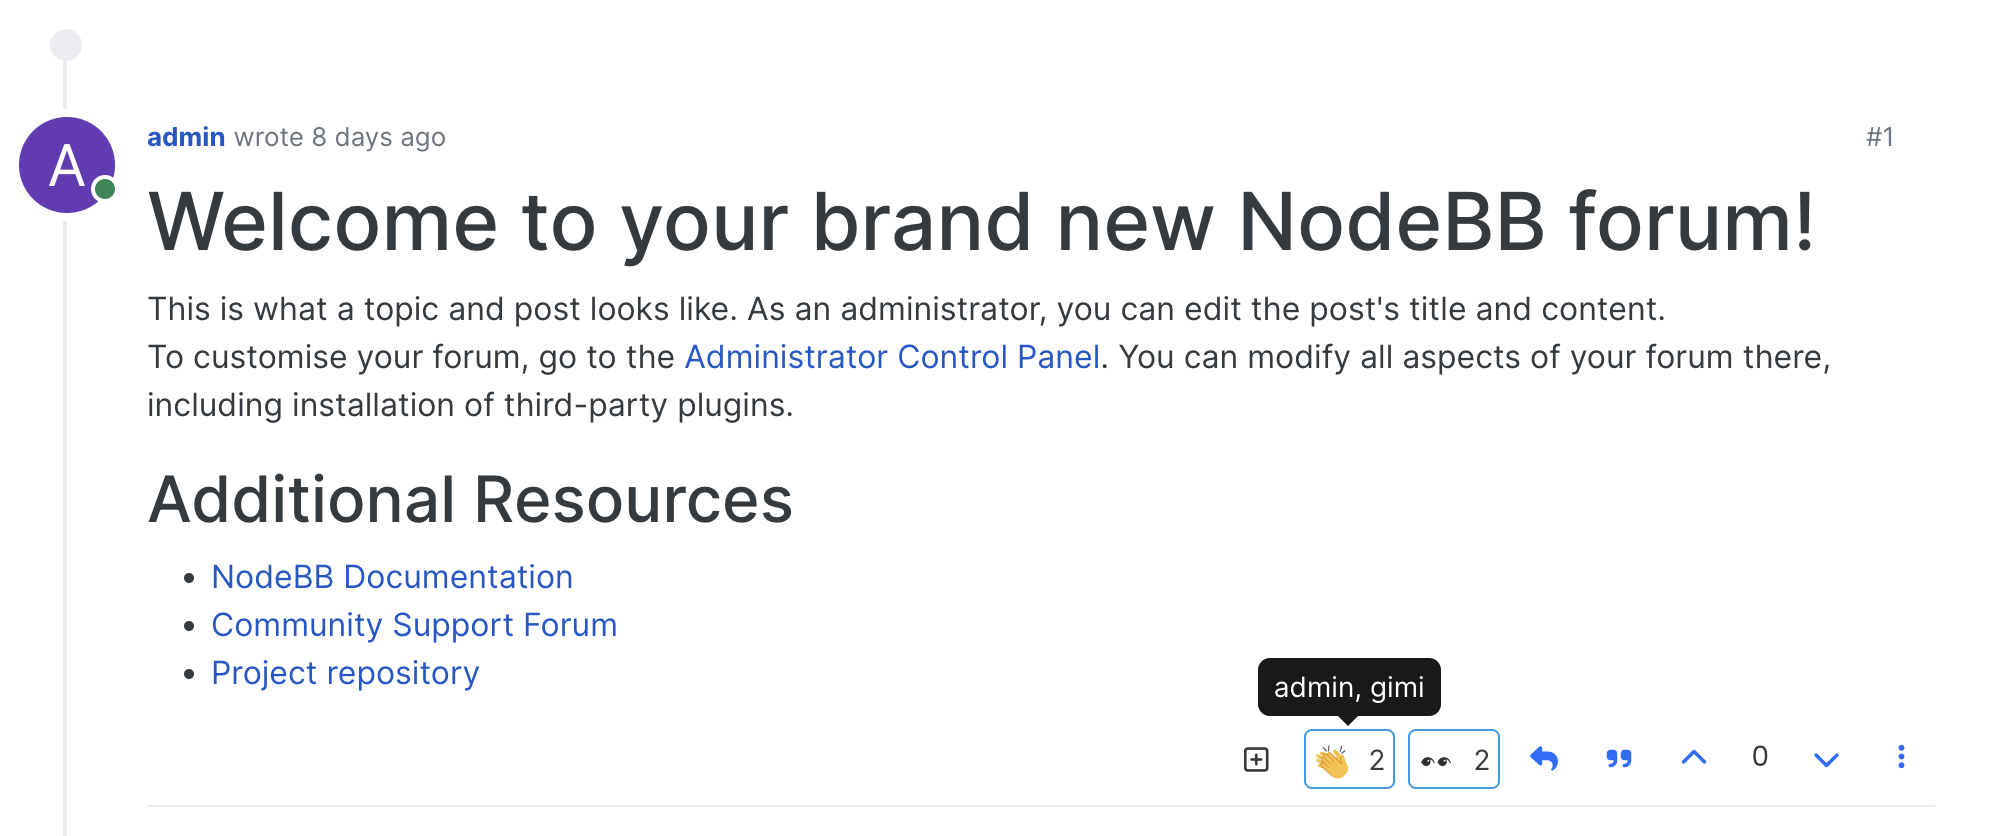 A
admin wrote 8 days ago
#1
Welcome to your brand new NodeBB forum!
This is what a topic and post looks like. As an administrator, you can edit the post's title and content.
To customise your forum, go to the Administrator Control Panel. You can modify all aspects of your forum there,
including installation of third-party plugins.
Additional Resources
• NodeBB Documentation
• Community Support Forum
• Project repository
admin, gimi
👏 2 👀 2 0